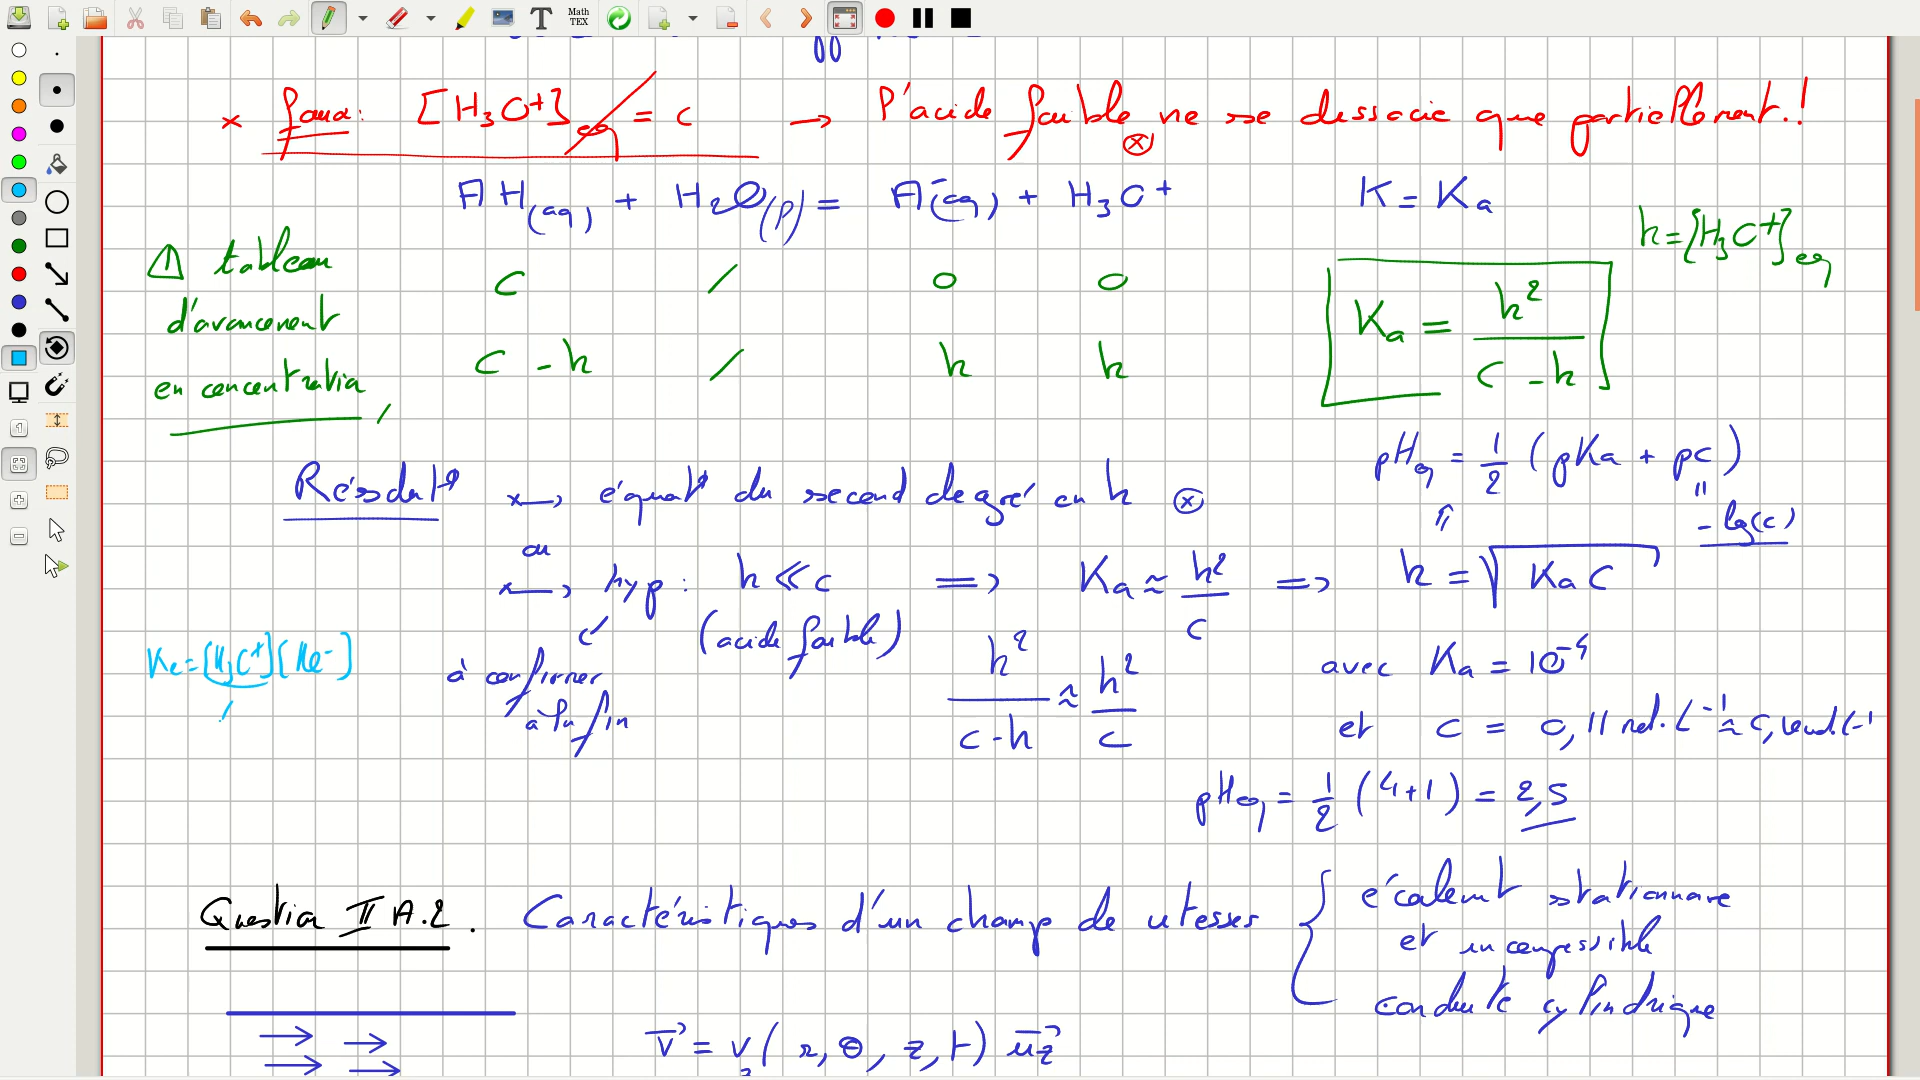 Math TEX
× faux : [H3O+]eq = c → l'acide faible ne se dissocie que partiellement !
AH(aq) + H2O(l) = A-(aq) + H3O+ K = Ka
h = [H3O+]eq
⚠ tableau d'avancement en concentration
c / 0 0
c - h / h h
Ka = h² / (c - h)
pHeq = 1/2 (pKa + pc)
- log(c)
Résolut° → équat° du second degré en h ⊗
ou
→ hyp : h ≪ c ⟹ Ka ≈ h²/c ⟹ h = √(Ka c)
(acide faible)
à confirmer à la fin
h²/(c - h) ≈ h²/c
Ke = [H3O+][HO-]
avec Ka = 10-4
et c = 0,11 mol.L-1 ≈ 0,1 mol.L-1
pHeq = 1/2 (4+1) = 2,5
Question II A.2. Caractéristiques d'un champ de vitesses { écalemt stationnaire
et incompressible
conduite cylindrique
v = v (r, θ, z, t) uz